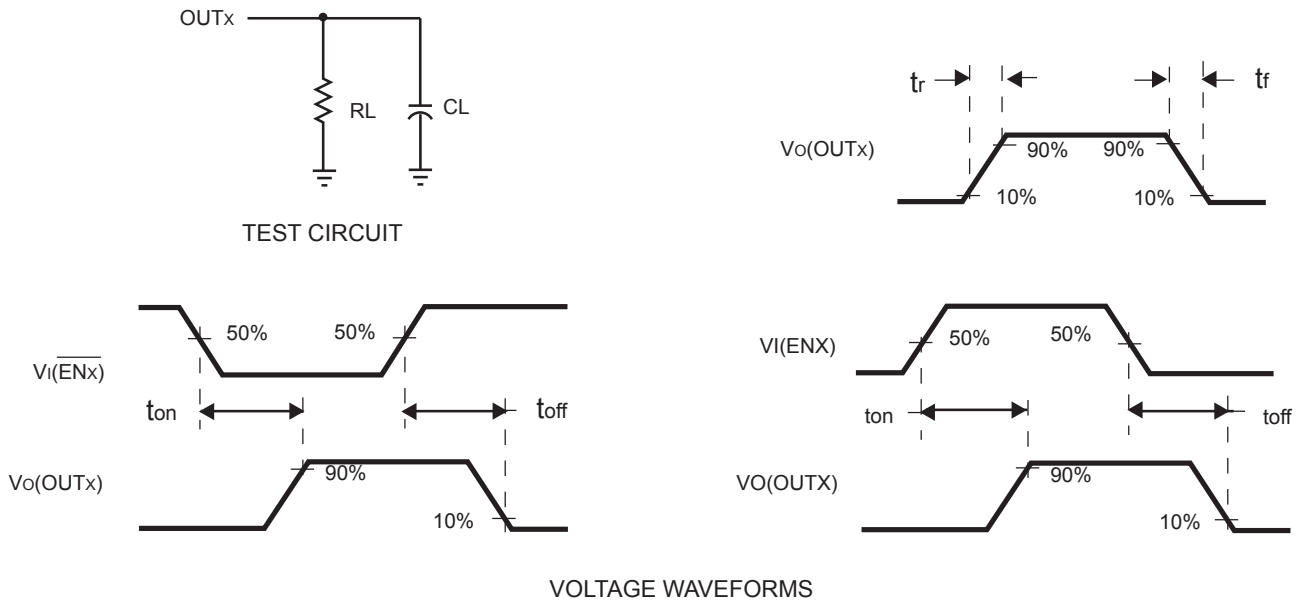 OUTx
RL
CL
TEST CIRCUIT
tr
tf
VO(OUTx)
90%
90%
10%
10%
50%
50%
VI(ENx)
ton
toff
VO(OUTx)
90%
10%
50%
50%
VI(ENX)
ton
toff
VO(OUTX)
90%
10%
VOLTAGE WAVEFORMS